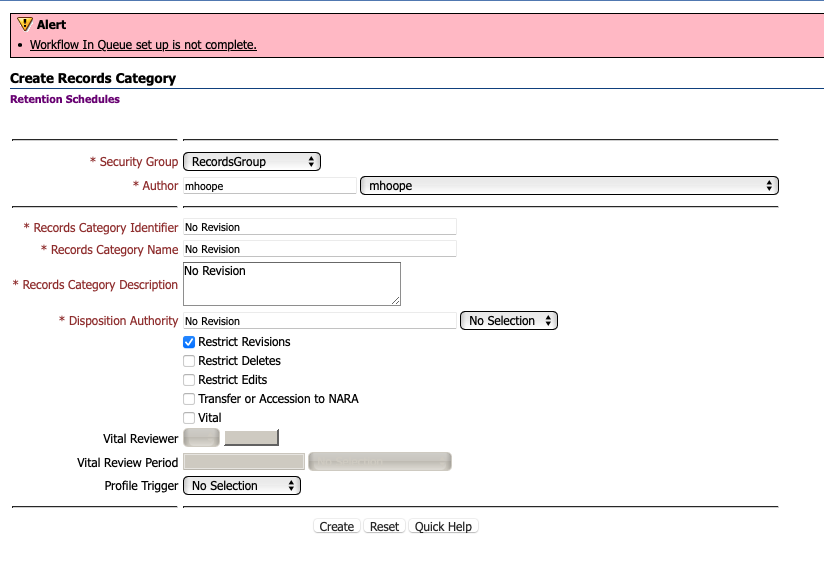 Alert
• Workflow In Queue set up is not complete.
Create Records Category
Retention Schedules
* Security Group RecordsGroup
* Author mhoope mhoope
* Records Category Identifier No Revision
* Records Category Name No Revision
* Records Category Description No Revision
* Disposition Authority No Revision No Selection
Restrict Revisions
Restrict Deletes
Restrict Edits
Transfer or Accession to NARA
Vital
Vital Reviewer
Vital Review Period
Profile Trigger No Selection
Create Reset Quick Help